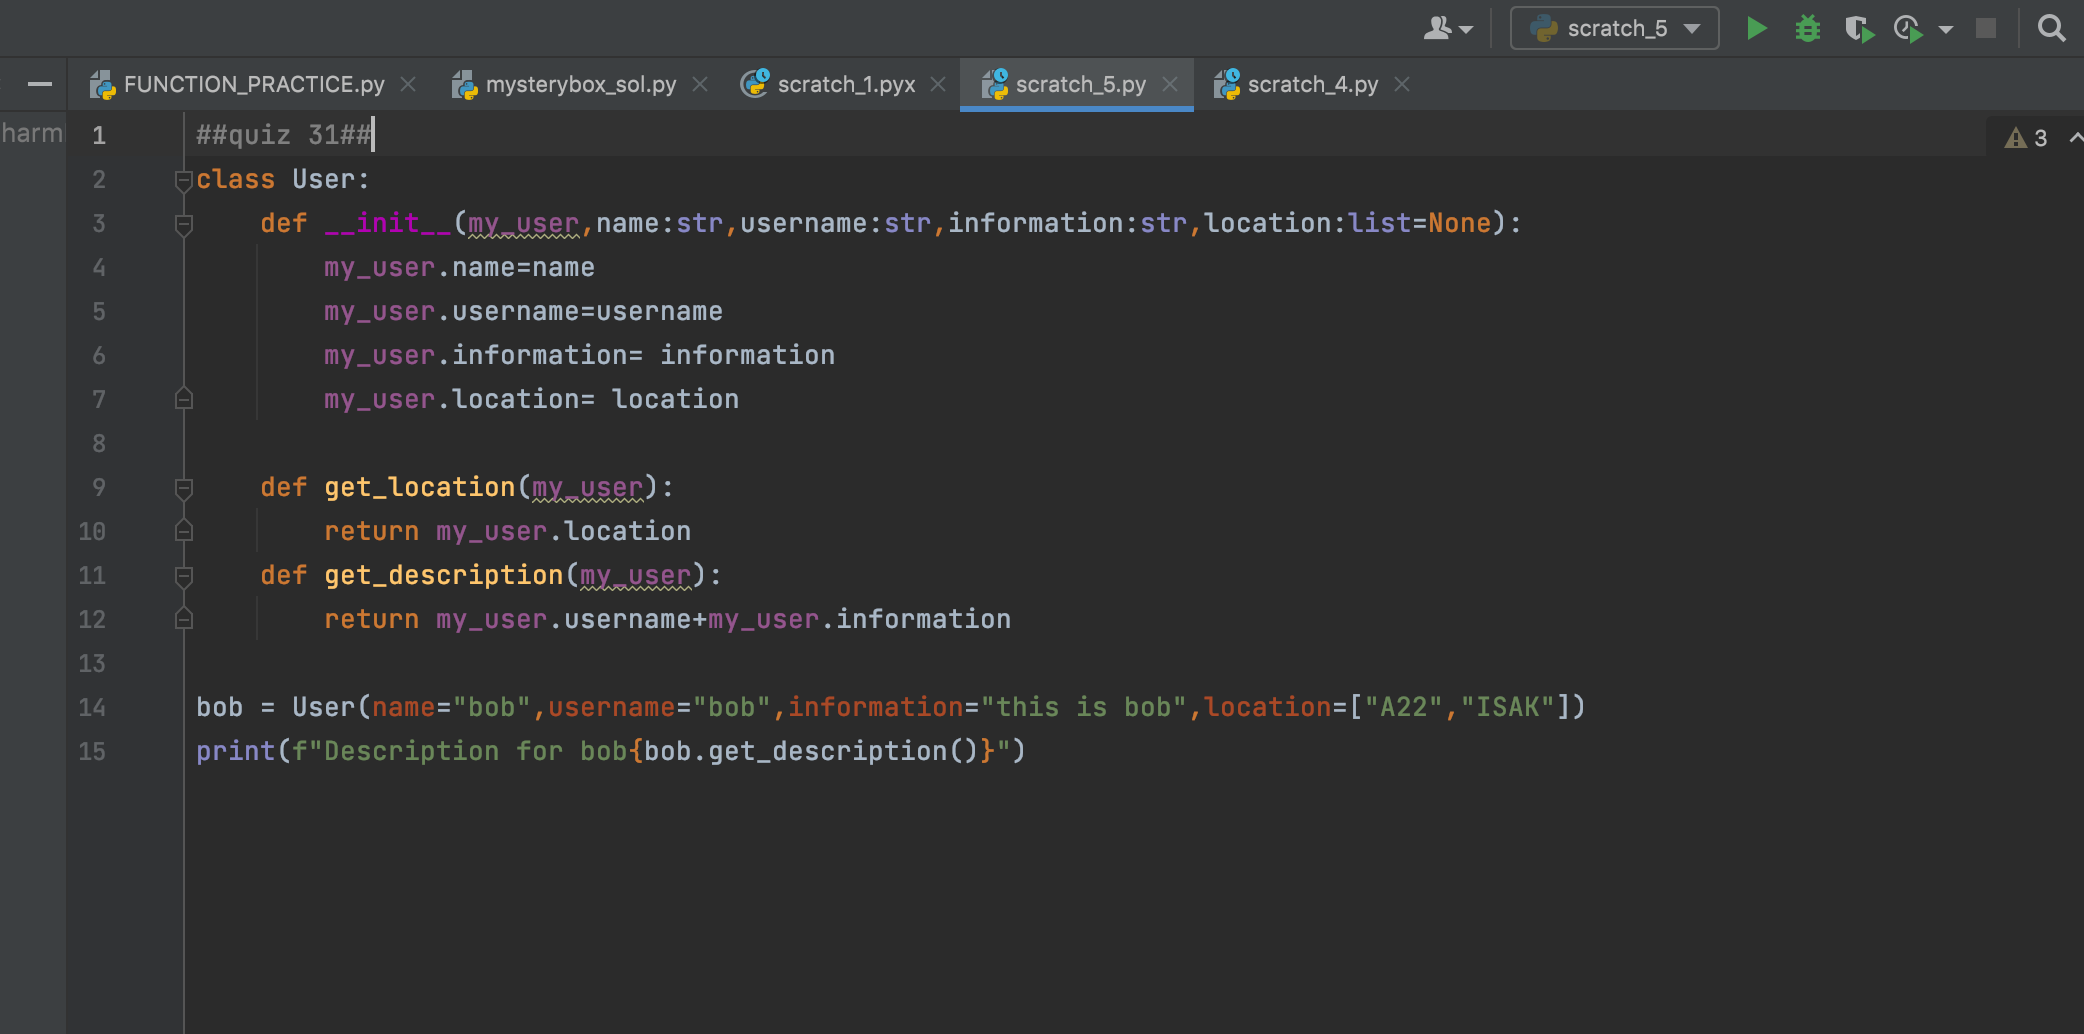 scratch_5
FUNCTION_PRACTICE.py mysterybox_sol.py scratch_1.pyx scratch_5.py scratch_4.py
harm
3
1 ##quiz 31##
2 class User:
3     def __init__(my_user,name:str,username:str,information:str,location:list=None):
4         my_user.name=name
5         my_user.username=username
6         my_user.information= information
7         my_user.location= location
8
9     def get_location(my_user):
10         return my_user.location
11     def get_description(my_user):
12         return my_user.username+my_user.information
13
14 bob = User(name="bob",username="bob",information="this is bob",location=["A22","ISAK"])
15 print(f"Description for bob{bob.get_description()}")